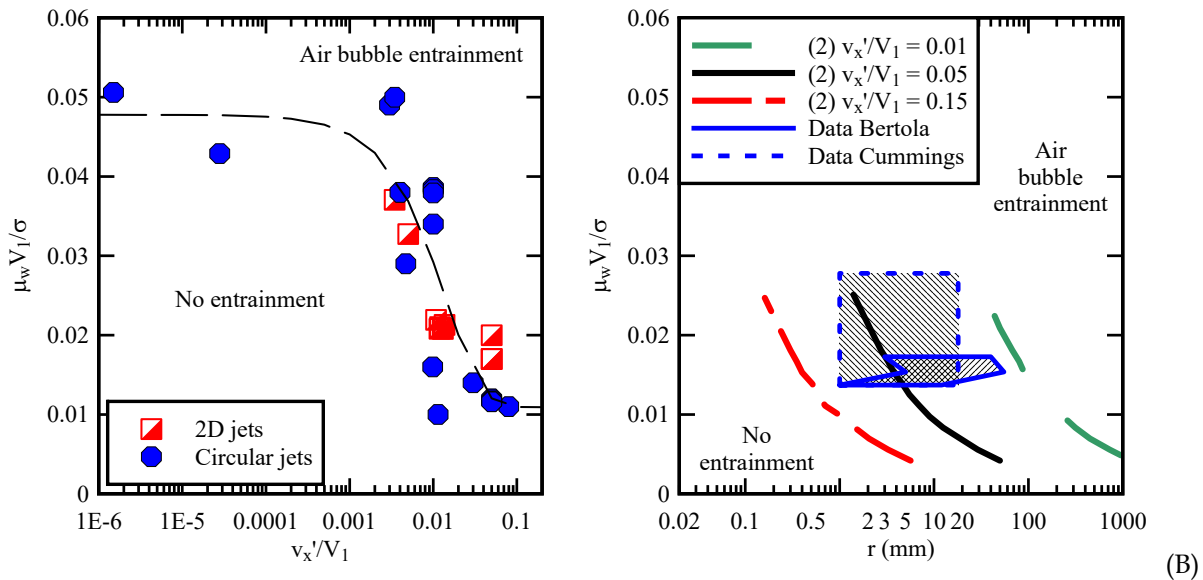 0.06
0.05
0.04
0.03
0.02
0.01
0
μwV1/σ
Air bubble entrainment
No entrainment
2D jets
Circular jets
1E-6 1E-5 0.0001 0.001 0.01 0.1
vx'/V1
0.06
0.05
0.04
0.03
0.02
0.01
0
μwV1/σ
(2) vx'/V1 = 0.01
(2) vx'/V1 = 0.05
(2) vx'/V1 = 0.15
Data Bertola
Data Cummings
Air
bubble
entrainment
No
entrainment
0.02 0.1 0.5 2 3 5 10 20 100 1000
r (mm)
(B)